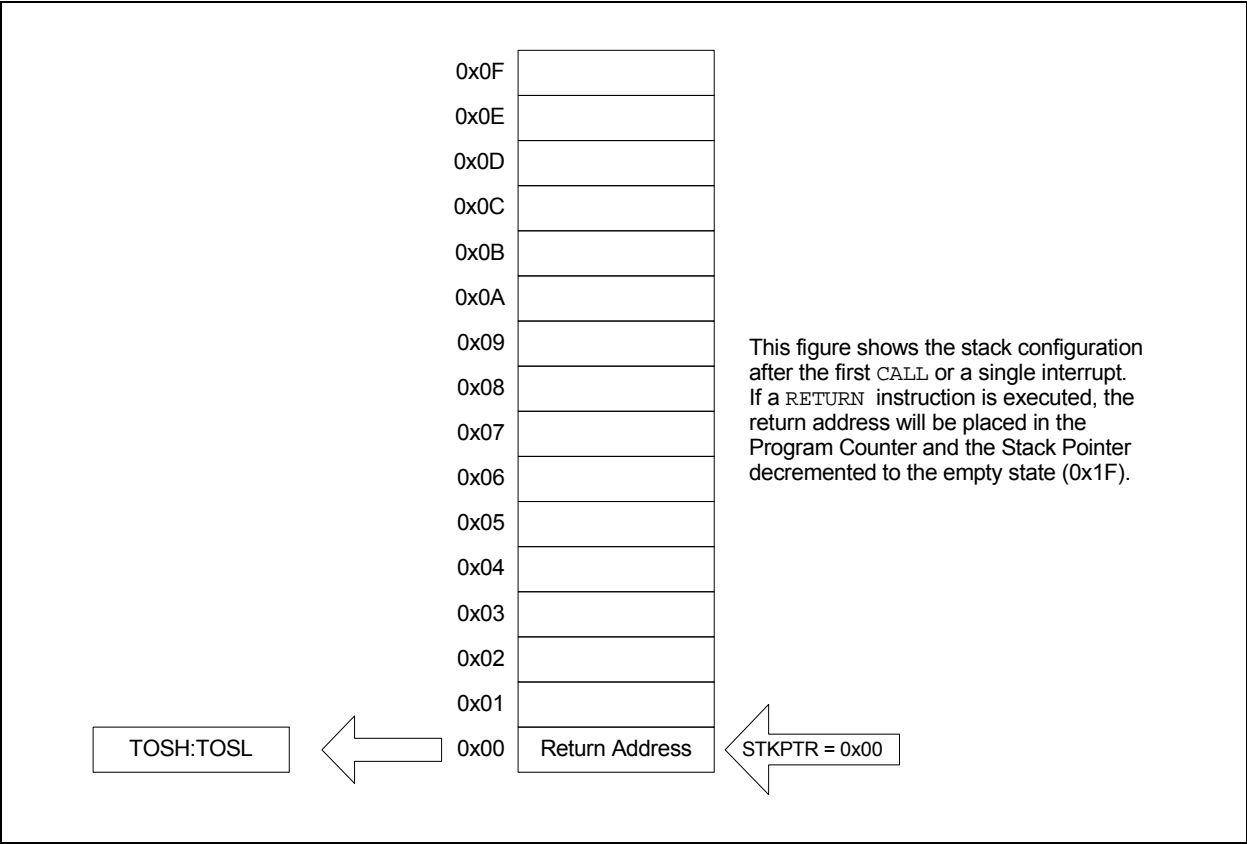 0x0F
0x0E
0x0D
0x0C
0x0B
0x0A
0x09
0x08
0x07
0x06
0x05
0x04
0x03
0x02
0x01
This figure shows the stack configuration
after the first CALL or a single interrupt.
If a RETURN instruction is executed, the
return address will be placed in the
Program Counter and the Stack Pointer
decremented to the empty state (0x1F).
TOSH:TOSL
0x00
Return Address
STKPTR = 0x00